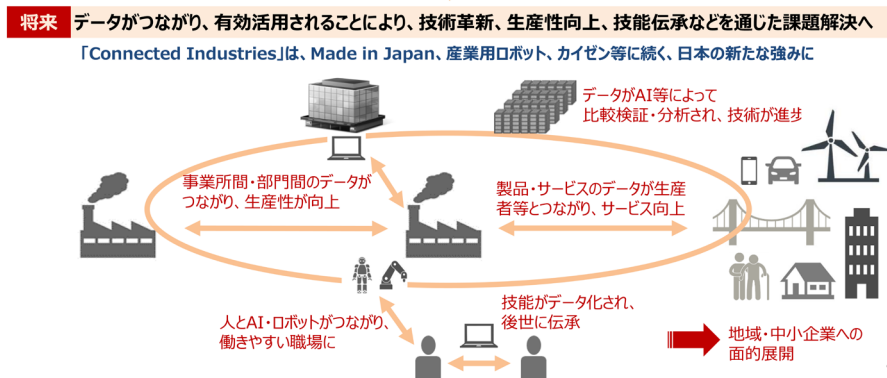 将来
データがつながり、有効活用されることにより、技術革新、生産性向上、技能伝承などを通じた課題解決へ
「Connected Industries」は、Made in Japan、産業用ロボット、カイゼン等に続く、日本の新たな強みに
データがAI等によって
比較検証・分析され、技術が進歩
事業所間・部門間のデータが
つながり、生産性が向上
製品・サービスのデータが生産
者等とつながり、サービス向上
人とAI・ロボットがつながり、
働きやすい職場に
技能がデータ化され、
後世に伝承
地域・中小企業への
面的展開